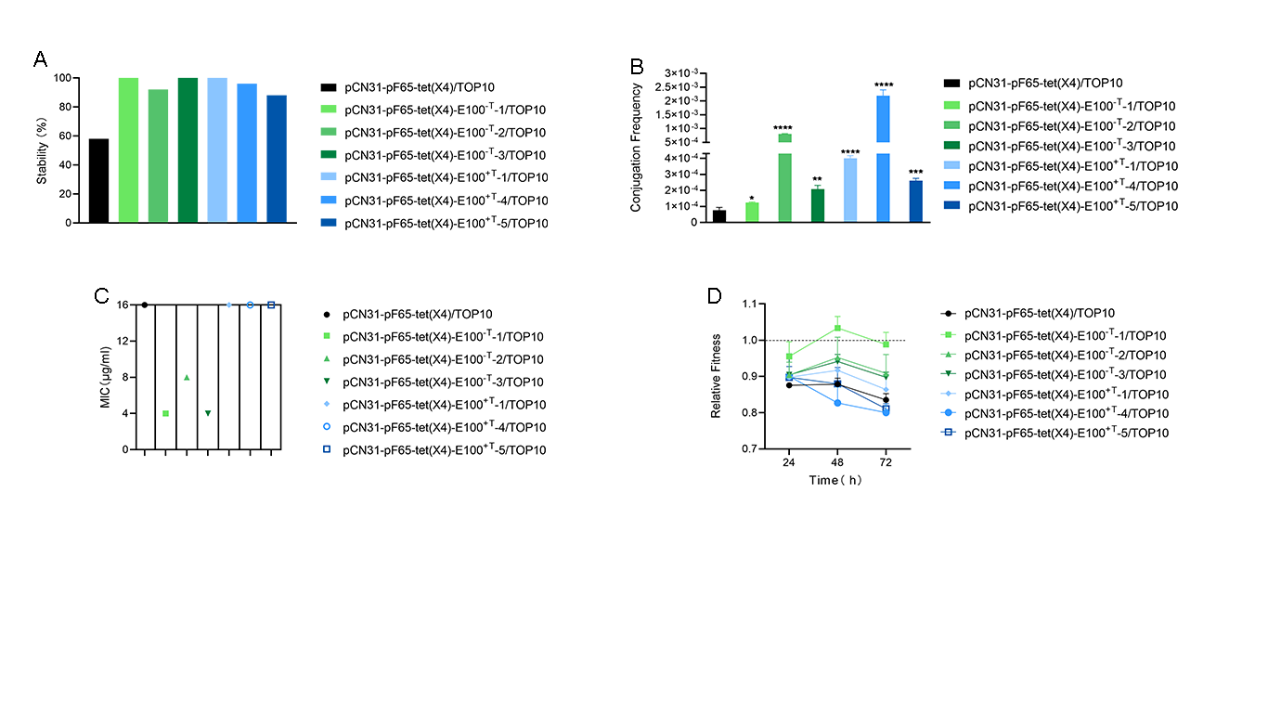 A
100
80
60
40
20
0
Stability (%)
pCN31-pF65-tet(X4)/TOP10
pCN31-pF65-tet(X4)-E100-T-1/TOP10
pCN31-pF65-tet(X4)-E100-T-2/TOP10
pCN31-pF65-tet(X4)-E100-T-3/TOP10
pCN31-pF65-tet(X4)-E100+T-1/TOP10
pCN31-pF65-tet(X4)-E100+T-4/TOP10
pCN31-pF65-tet(X4)-E100+T-5/TOP10
B
3×10-3
2.5×10-3
2×10-3
1.5×10-3
1×10-3
5×10-4
4×10-4
3×10-4
2×10-4
1×10-4
0
Conjugation Frequency
*
****
**
****
****
***
pCN31-pF65-tet(X4)/TOP10
pCN31-pF65-tet(X4)-E100-T-1/TOP10
pCN31-pF65-tet(X4)-E100-T-2/TOP10
pCN31-pF65-tet(X4)-E100-T-3/TOP10
pCN31-pF65-tet(X4)-E100+T-1/TOP10
pCN31-pF65-tet(X4)-E100+T-4/TOP10
pCN31-pF65-tet(X4)-E100+T-5/TOP10
C
16
12
8
4
0
MIC (μg/ml)
pCN31-pF65-tet(X4)/TOP10
pCN31-pF65-tet(X4)-E100-T-1/TOP10
pCN31-pF65-tet(X4)-E100-T-2/TOP10
pCN31-pF65-tet(X4)-E100-T-3/TOP10
pCN31-pF65-tet(X4)-E100+T-1/TOP10
pCN31-pF65-tet(X4)-E100+T-4/TOP10
pCN31-pF65-tet(X4)-E100+T-5/TOP10
D
1.1
1.0
0.9
0.8
0.7
Relative Fitness
24 48 72
Time( h)
pCN31-pF65-tet(X4)/TOP10
pCN31-pF65-tet(X4)-E100-T-1/TOP10
pCN31-pF65-tet(X4)-E100-T-2/TOP10
pCN31-pF65-tet(X4)-E100-T-3/TOP10
pCN31-pF65-tet(X4)-E100+T-1/TOP10
pCN31-pF65-tet(X4)-E100+T-4/TOP10
pCN31-pF65-tet(X4)-E100+T-5/TOP10